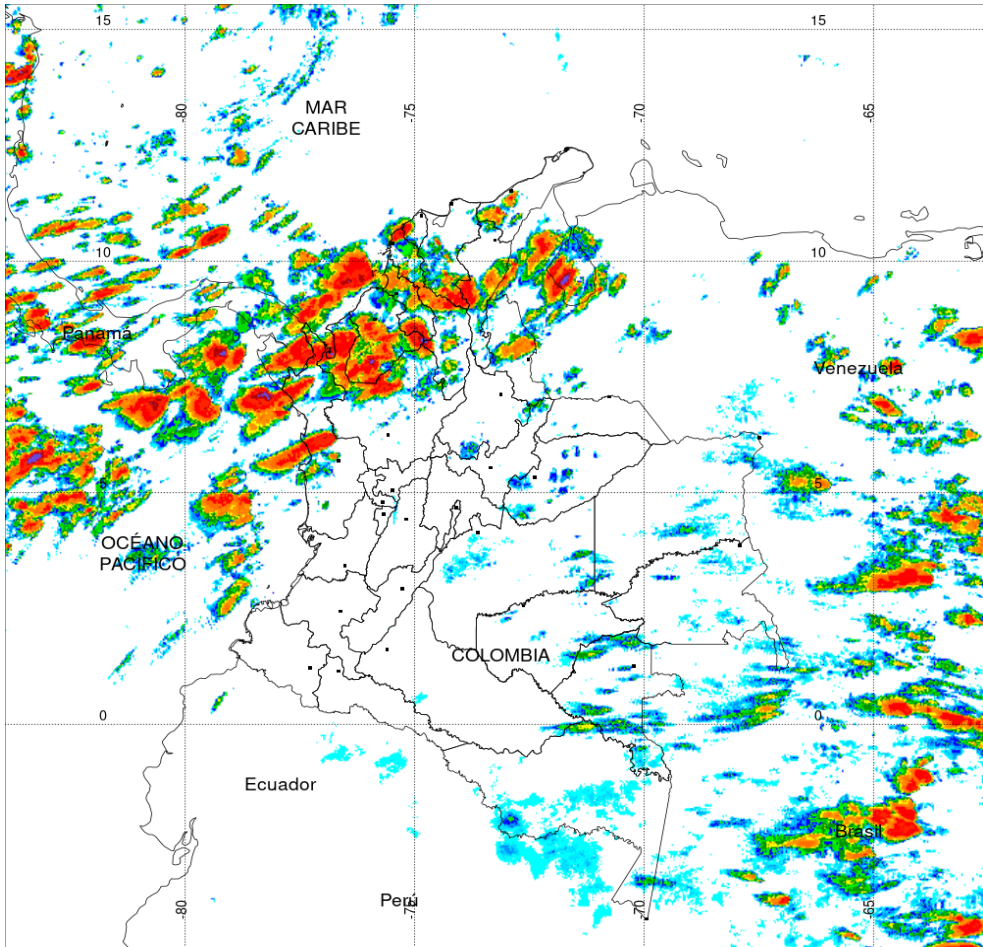 15
15
-80
-75
-70
-65
MAR
CARIBE
10
10
Panamá
Venezuela
5
5
OCÉANO
PACÍFICO
COLOMBIA
0
0
Ecuador
Brasil
Perú
-80
-75
-70
-65